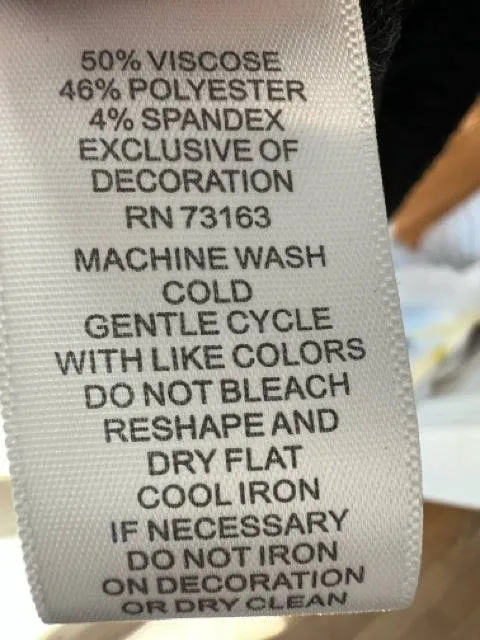 50% VISCOSE
46% POLYESTER
4% SPANDEX
EXCLUSIVE OF
DECORATION
RN 73163
MACHINE WASH
COLD
GENTLE CYCLE
WITH LIKE COLORS
DO NOT BLEACH
RESHAPE AND
DRY FLAT
COOL IRON
IF NECESSARY
DO NOT IRON
ON DECORATION
OR DRY CLEAN